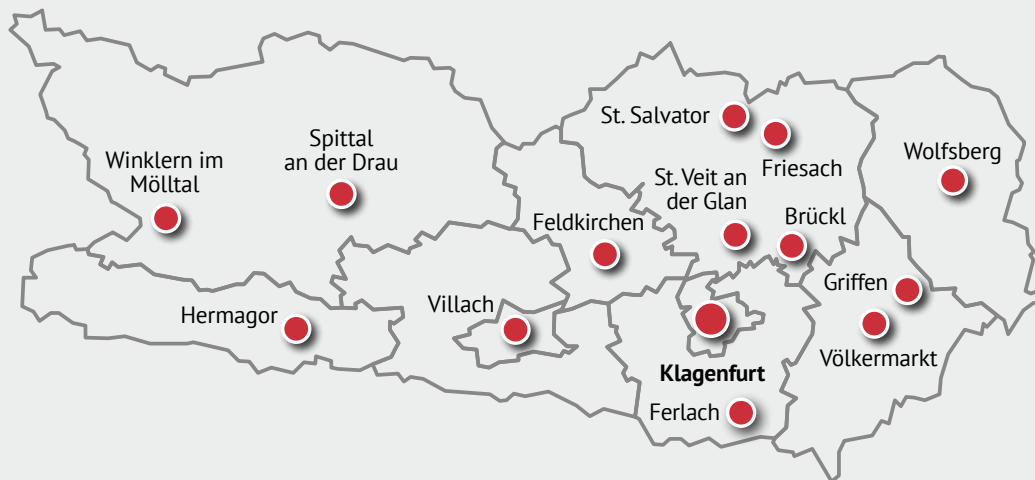 St. Salvator
Friesach
Wolfsberg
Spittal
an der Drau
Winklern im
Mölltal
St. Veit an
der Glan
Brückl
Feldkirchen
Griffen
Hermagor
Villach
Völkermarkt
Klagenfurt
Ferlach